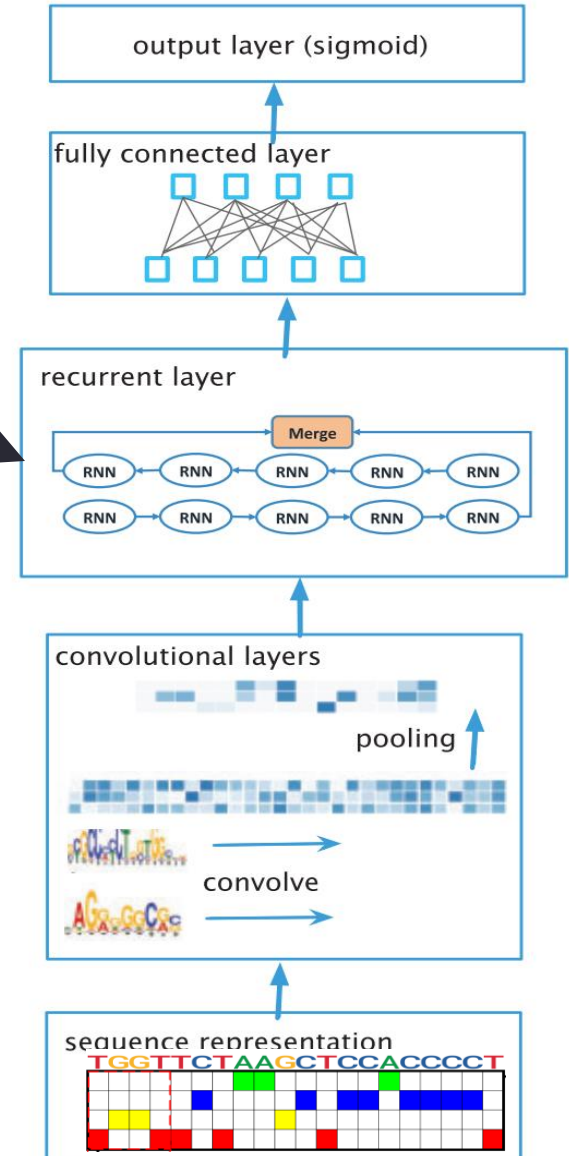 output layer (sigmoid)
fully connected layer
recurrent layer
Merge
RNN RNN RNN RNN RNN
RNN RNN RNN RNN RNN
convolutional layers
pooling
convolve
sequence representation
TGGTTCTAAGCTCCACCCCT